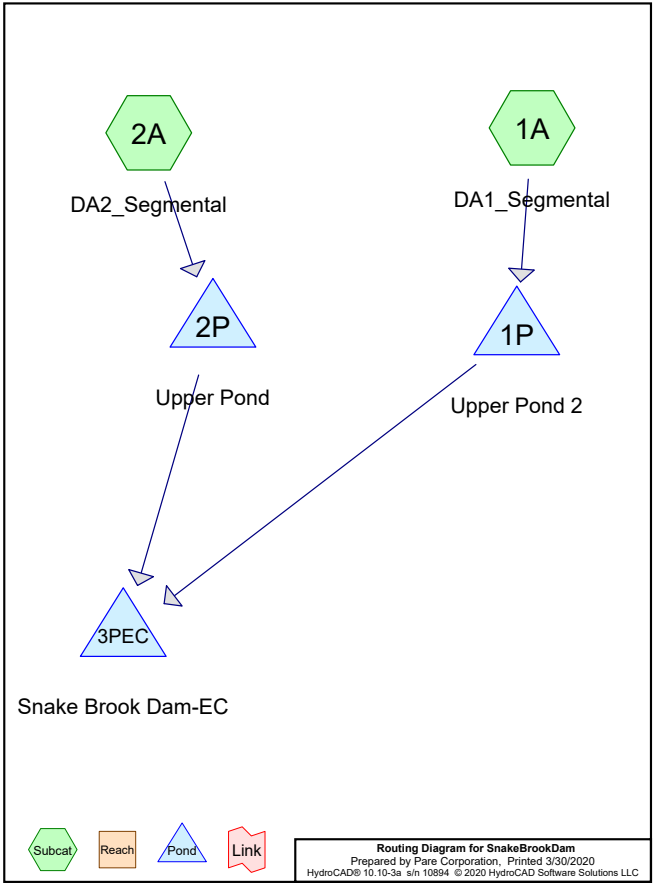 2A
1A
DA2_Segmental
DA1_Segmental
2P
1P
Upper Pond
Upper Pond 2
3PEC
Snake Brook Dam-EC
Subcat
Reach
Pond
Link
Routing Diagram for SnakeBrookDam
Prepared by Pare Corporation, Printed 3/30/2020
HydroCAD® 10.10-3a s/n 10894 © 2020 HydroCAD Software Solutions LLC